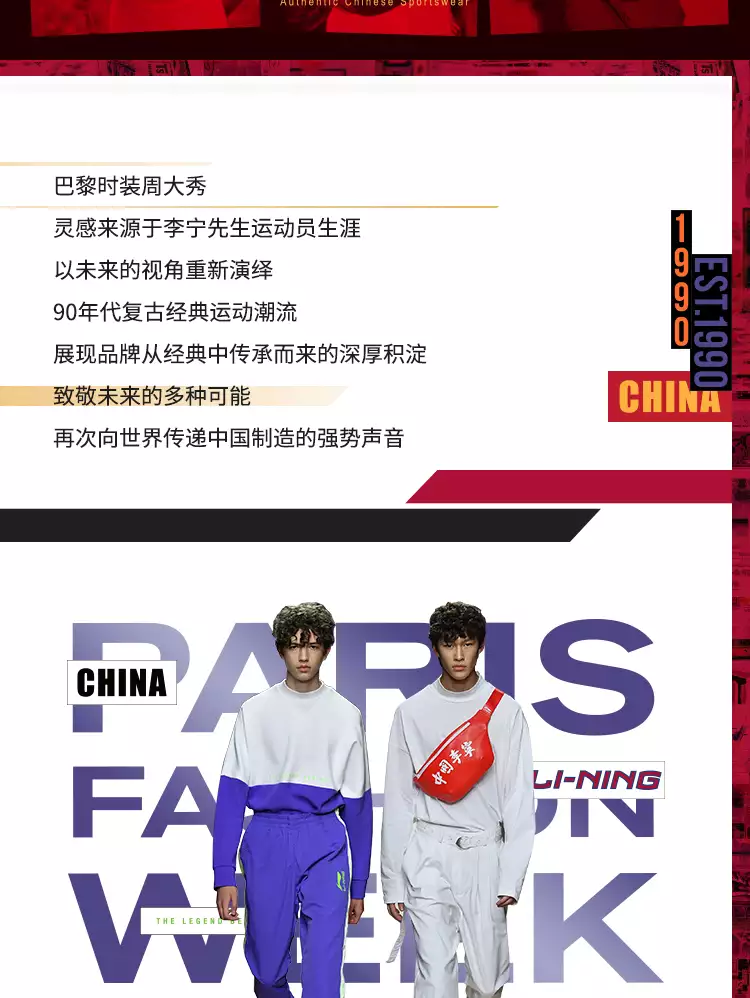 Authentic Chinese Sportswear
巴黎时装周大秀
灵感来源于李宁先生运动员生涯
以未来的视角重新演绎
90年代复古经典运动潮流
展现品牌从经典中传承而来的深厚积淀
致敬未来的多种可能
再次向世界传递中国制造的强势声音
1990
EST.1990
CHINA
PARIS
CHINA
中国李寧
LI-NING
FASHION
WEEK
THE LEGEND BE